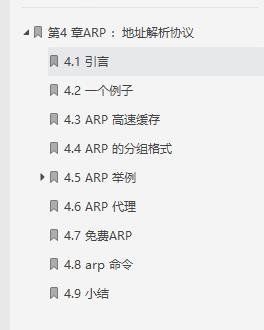 第4 章ARP ：地址解析协议
4.1 引言
4.2 一个例子
4.3 ARP 高速缓存
4.4 ARP 的分组格式
4.5 ARP 举例
4.6 ARP 代理
4.7 免费ARP
4.8 arp 命令
4.9 小结